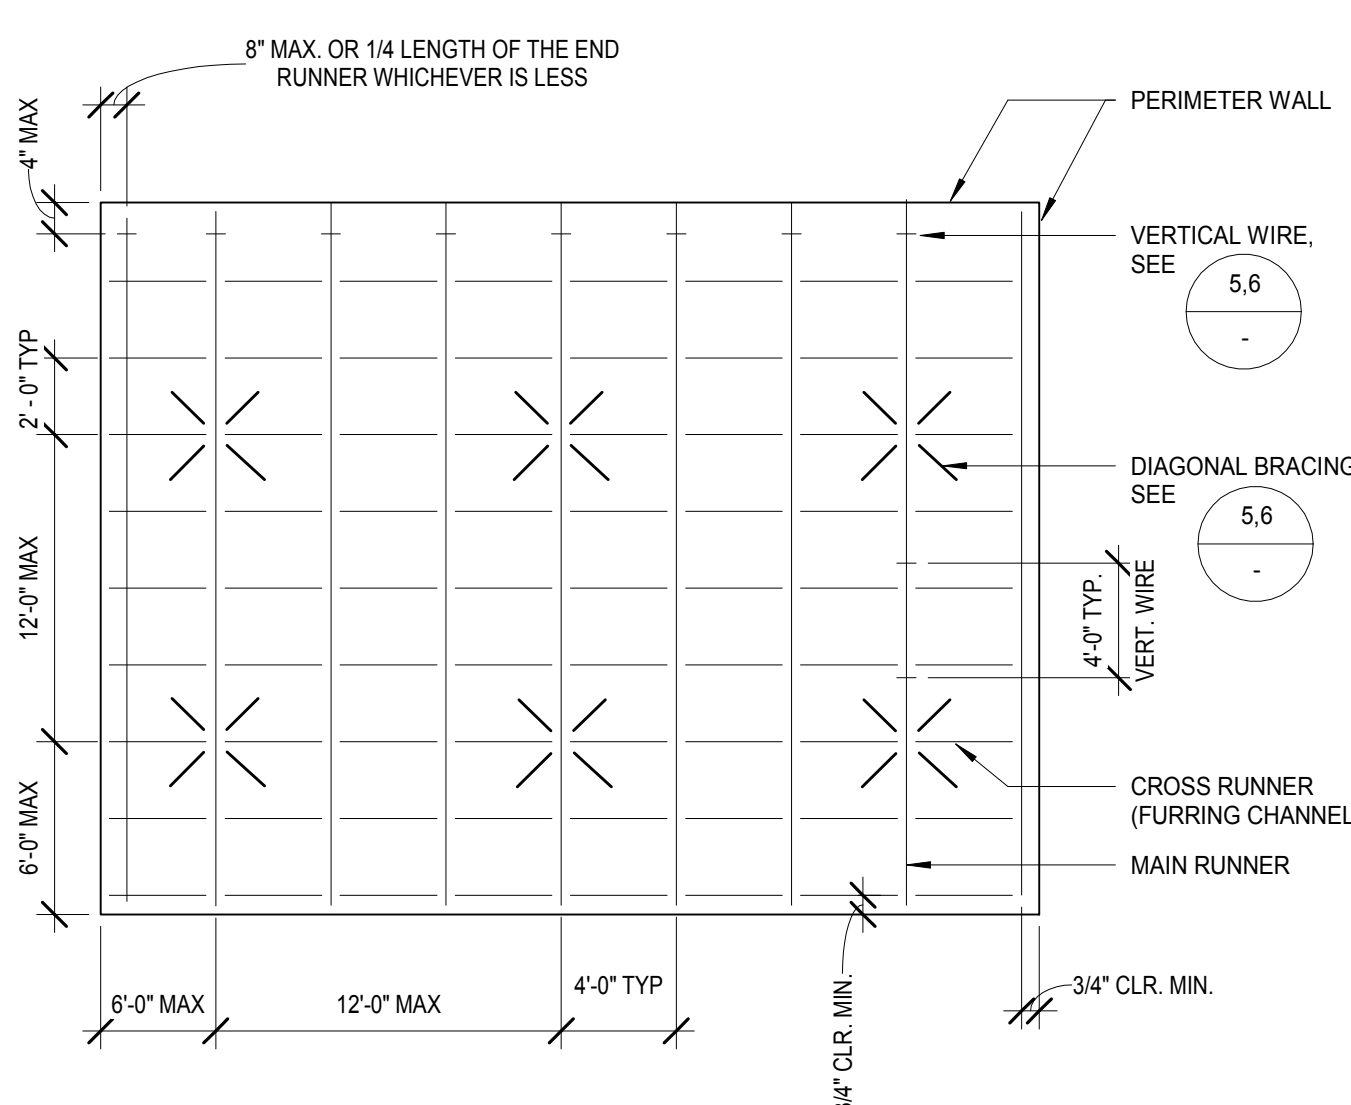 8" MAX. OR 1/4 LENGTH OF THE END
RUNNER WHICHEVER IS LESS
4" MAX
PERIMETER WALL
VERTICAL WIRE,
SEE
5,6
-
2' - 0" TYP
DIAGONAL BRACING
SEE
5,6
-
12'-0" MAX
4'-0" TYP.
VERT. WIRE
CROSS RUNNER
(FURRING CHANNEL
6'-0" MAX
MAIN RUNNER
6'-0" MAX
12'-0" MAX
4'-0" TYP
3/4" CLR. MIN.
3/4" CLR. MIN.